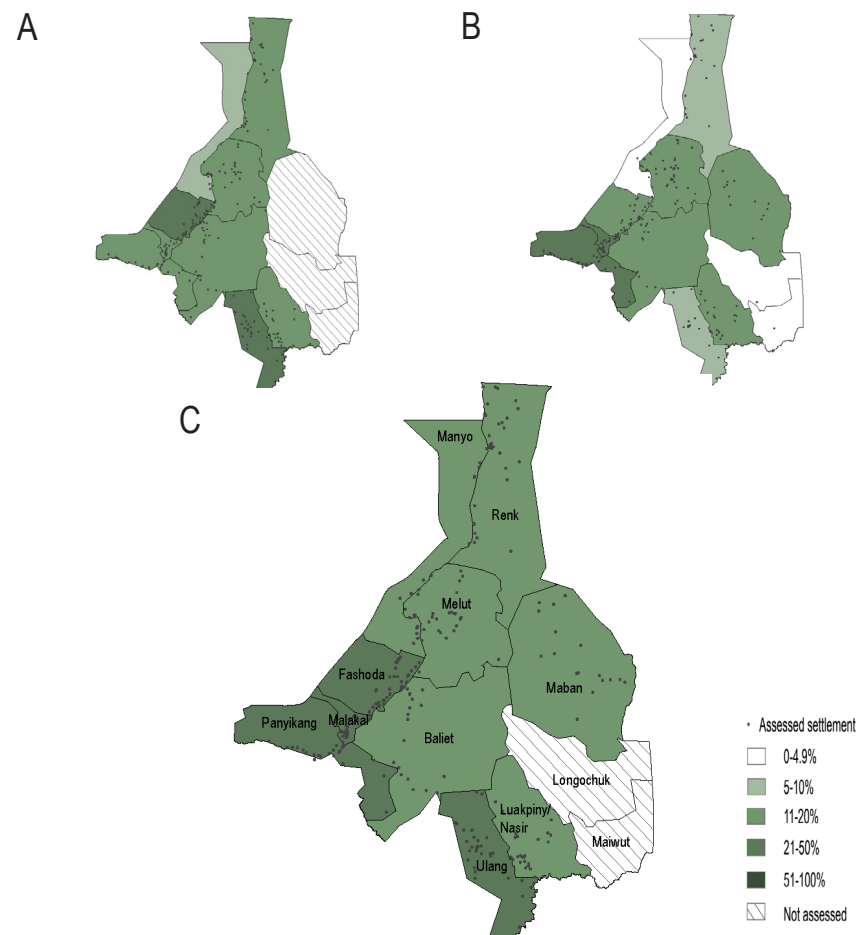 A
B
C
Manyo
Renk
Melut
Fashoda
Maban
Panyikang
Malakal
Baliet
Longochuk
Luakpiny/
Nasir
Maiwut
Ulang
Assessed settlement
0-4.9%
5-10%
11-20%
21-50%
51-100%
Not assessed